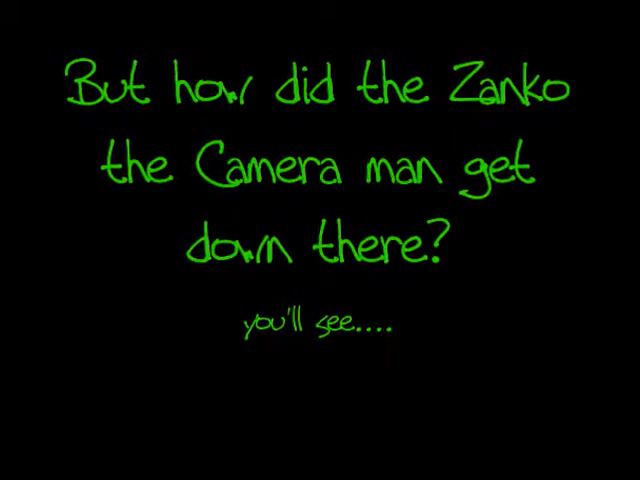 But how did the Zanko
the Camera man get
down there?
you'll see....